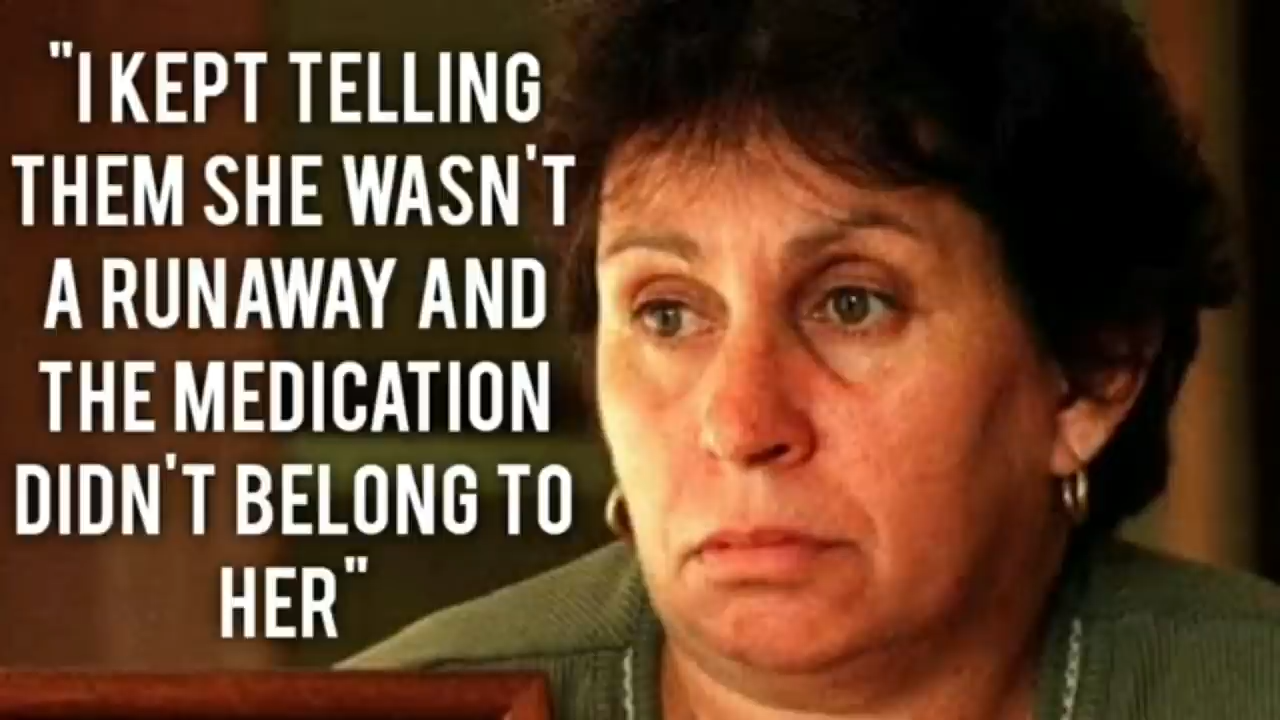 "I KEPT TELLING
THEM SHE WASN'T
A RUNAWAY AND
THE MEDICATION
DIDN'T BELONG TO
HER"